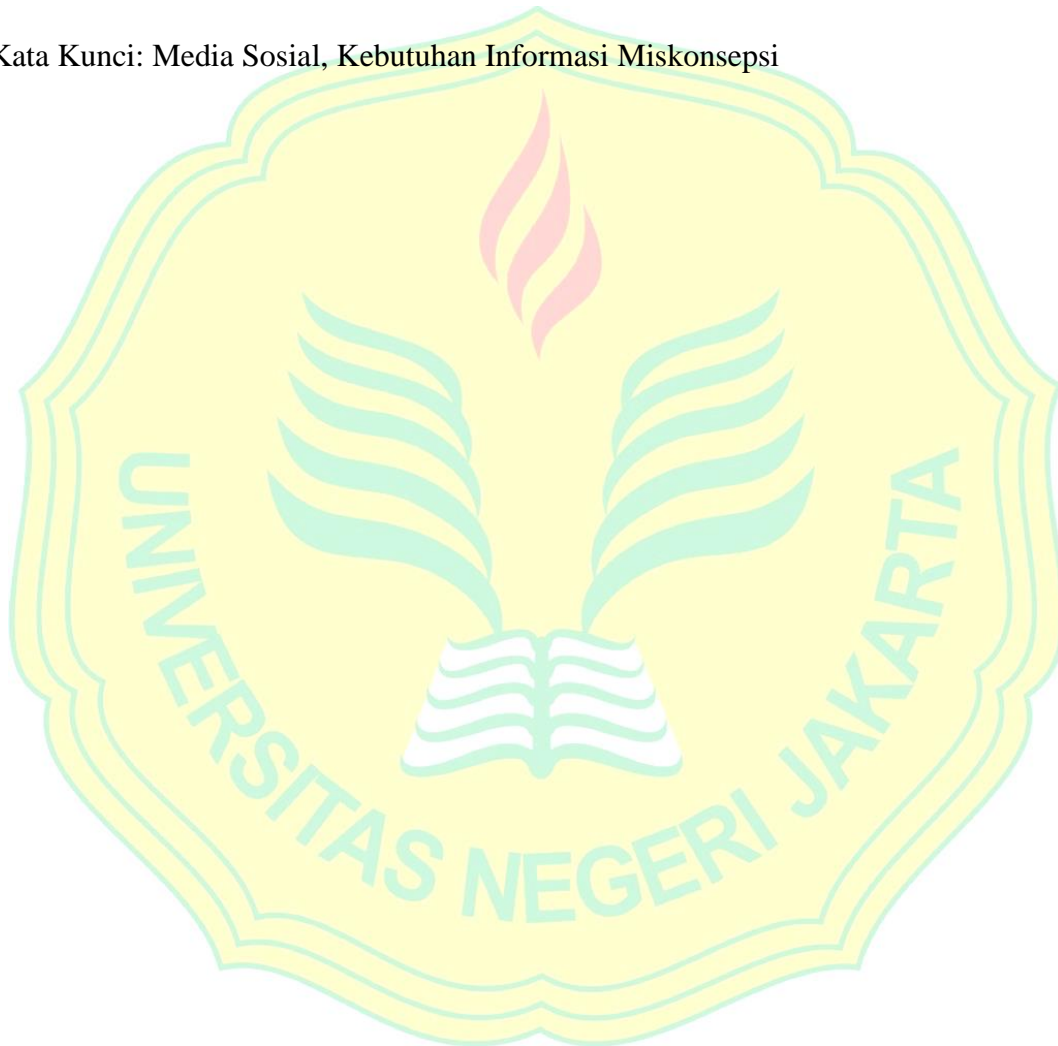 Kata Kunci: Media Sosial, Kebutuhan Informasi Miskonsepsi
UNIVERSITAS NEGERI JAKARTA